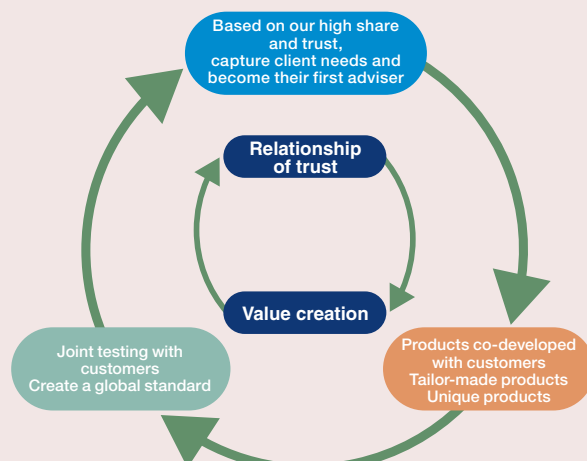 Based on our high share
and trust,
capture client needs and
become their first adviser
Relationship
of trust
Value creation
Joint testing with
customers
Create a global standard
Products co-developed
with customers
Tailor-made products
Unique products